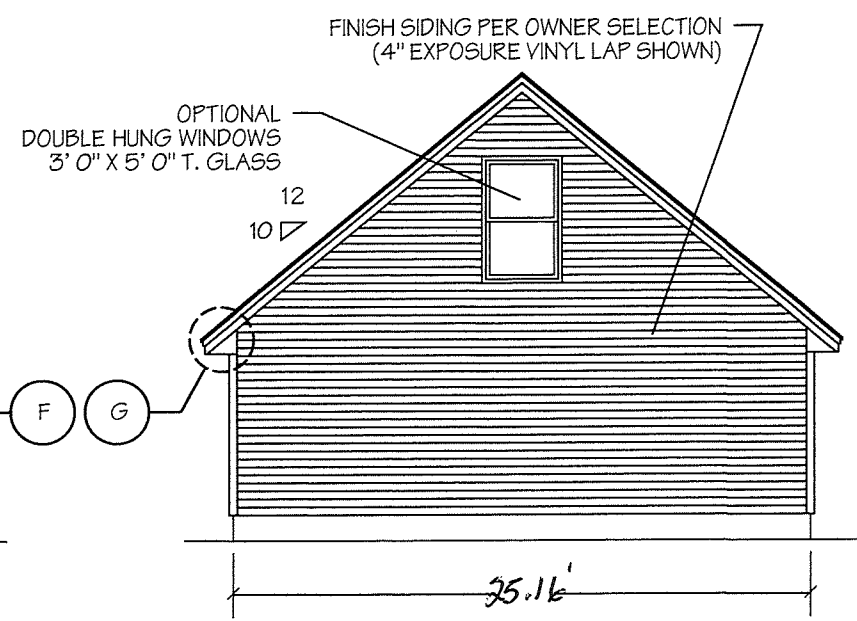 FINISH SIDING PER OWNER SELECTION
(4" EXPOSURE VINYL LAP SHOWN)
OPTIONAL
DOUBLE HUNG WINDOWS
3' 0" X 5' 0" T. GLASS
12
10
F
G
25.16'